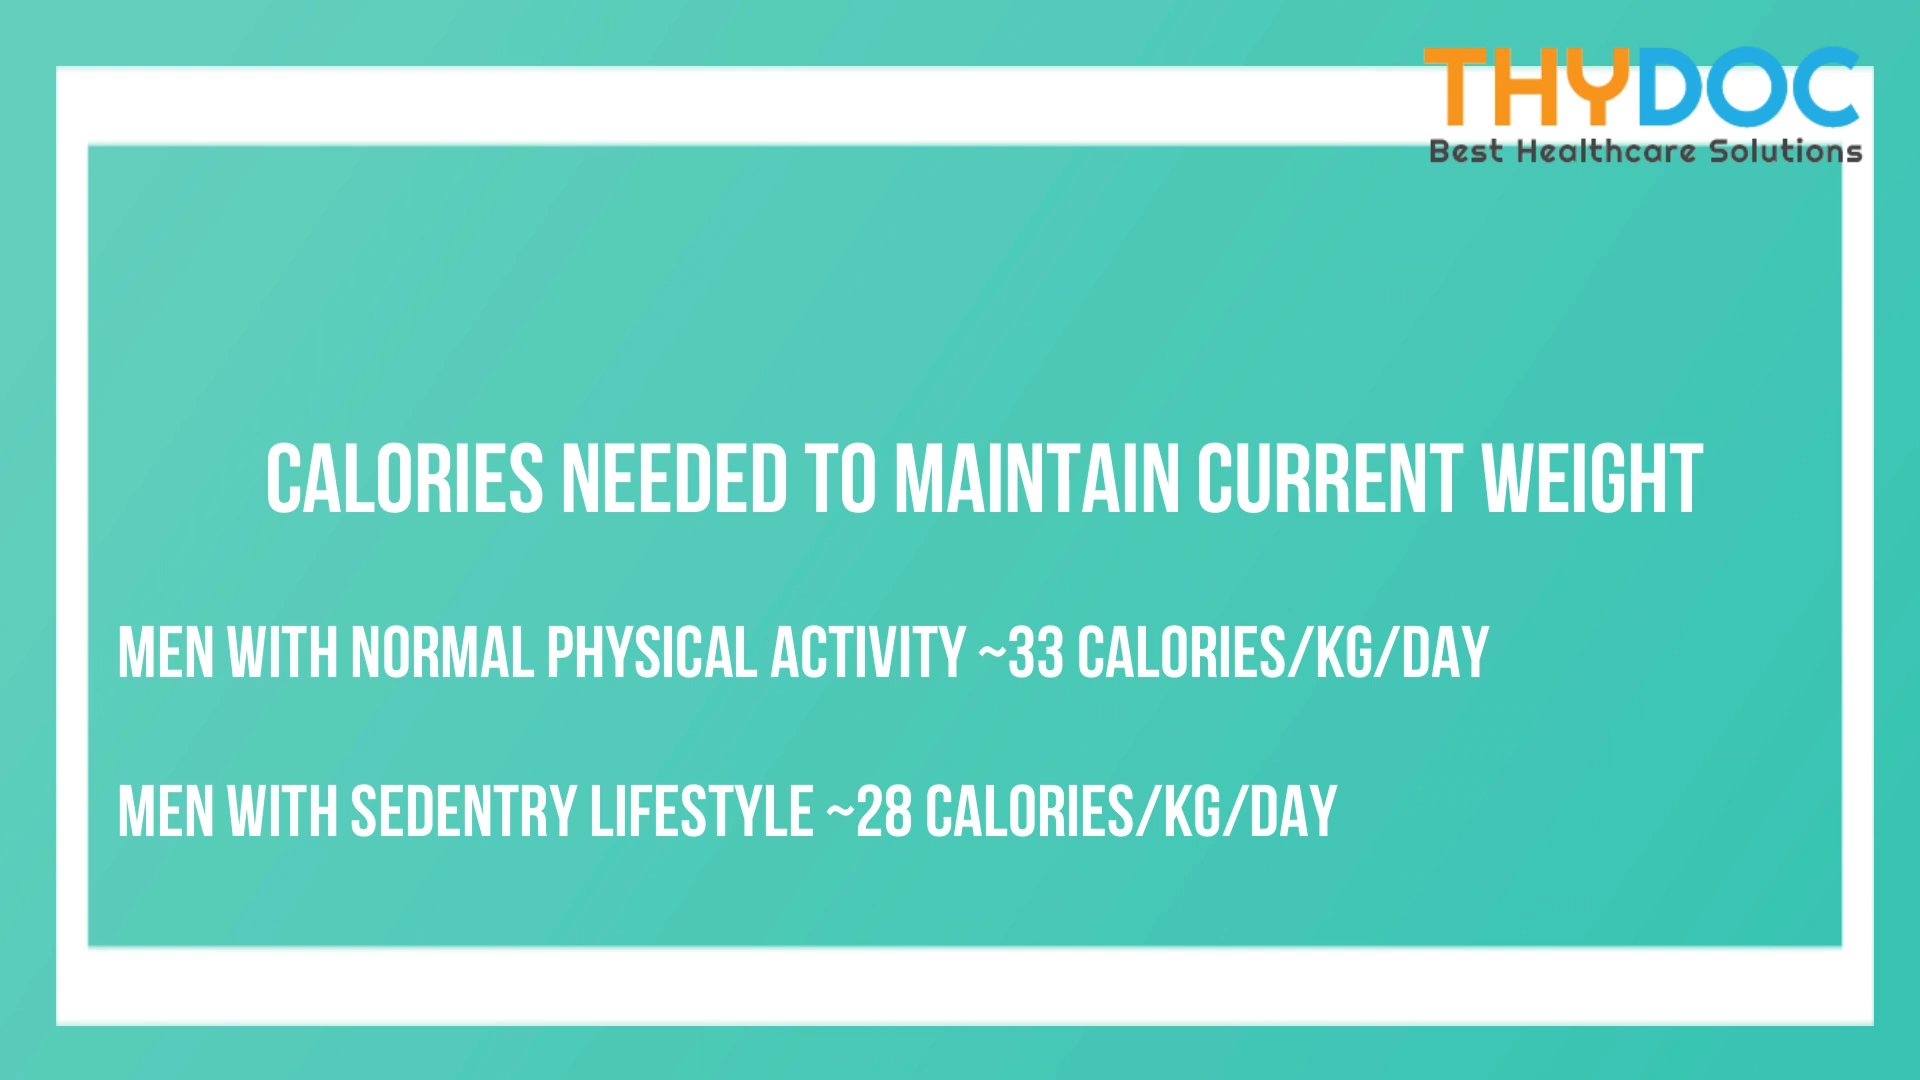 THYDOC
Best Healthcare Solutions
CALORIES NEEDED TO MAINTAIN CURRENT WEIGHT
MEN WITH NORMAL PHYSICAL ACTIVITY ~33 CALORIES/KG/DAY
MEN WITH SEDENTRY LIFESTYLE ~28 CALORIES/KG/DAY